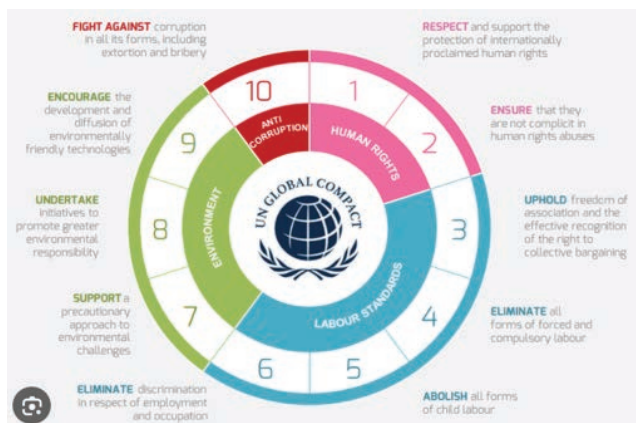 FIGHT AGAINST corruption
in all its forms, including
extortion and bribery
RESPECT and support the
protection of internationally
proclaimed human rights
ENCOURAGE the
development and
diffusion of
environmentally
friendly technologies
ENSURE that they
are not complicit in
human rights abuses
UNDERTAKE
initiatives to
promote greater
environmental
responsibility
UPHOLD freedom of
association and the
effective recognition
of the right to
collective bargaining
SUPPORT a
precautionary
approach to
environmental
challenges
ELIMINATE all
forms of forced and
compulsory labour
ELIMINATE discrimination
in respect of employment
and occupation
ABOLISH all forms
of child labour
10
1
2
3
4
5
6
7
8
9
ANTI
CORRUPTION
HUMAN RIGHTS
LABOUR STANDARDS
ENVIRONMENT
UN GLOBAL COMPACT